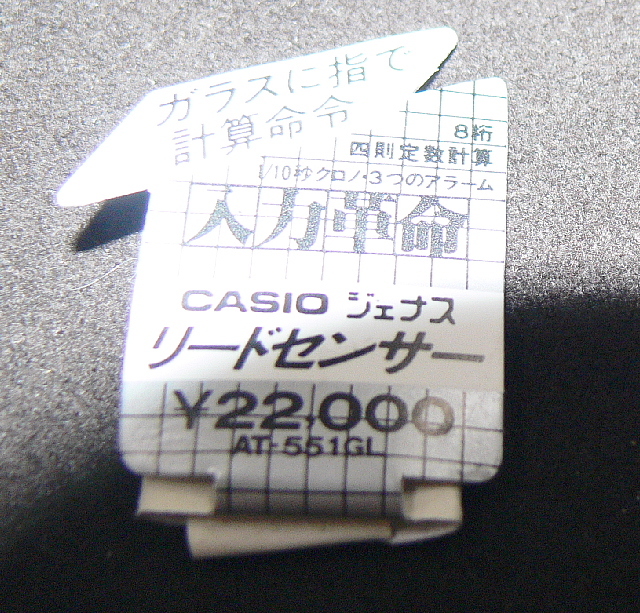 ガラスに指で
計算命令
8桁
四則定数計算
1/10秒クロノ・3つのアラーム
入力革命
CASIO ジェナス
リードセンサー
¥22,000
AT-551GL